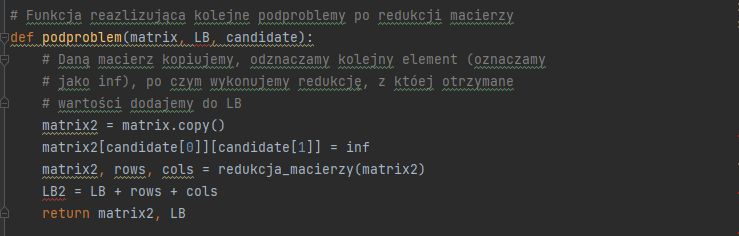 # Funkcja reazlizująca kolejne podproblemy po redukcji macierzy
def podproblem(matrix, LB, candidate):
# Daną macierz kopiujemy, odznaczamy kolejny element (oznaczamy
# jako inf), po czym wykonujemy redukcję, z któej otrzymane
# wartości dodajemy do LB
matrix2 = matrix.copy()
matrix2[candidate[0]][candidate[1]] = inf
matrix2, rows, cols = redukcja_macierzy(matrix2)
LB2 = LB + rows + cols
return matrix2, LB